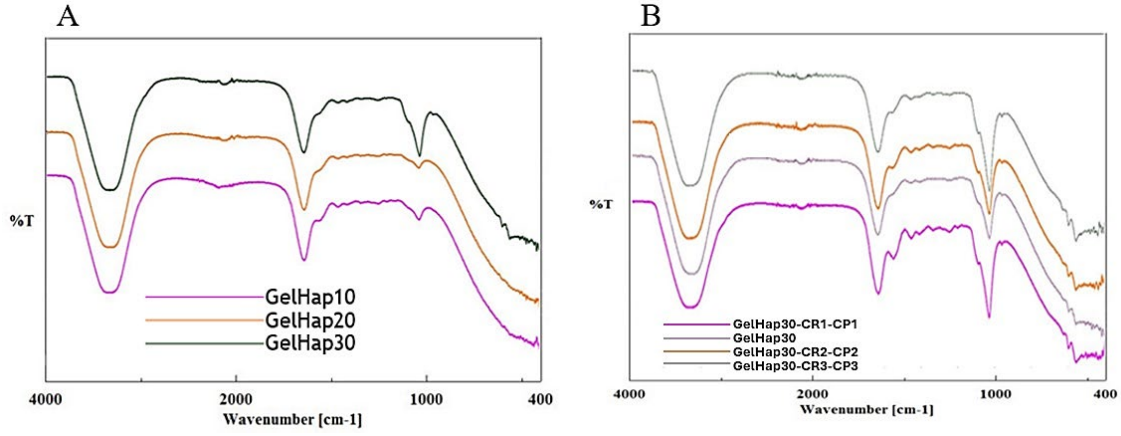 A
%T
GelHap10
GelHap20
GelHap30
4000 2000 1000 400
Wavenumber [cm-1]
B
%T
GelHap30-CR1-CP1
GelHap30
GelHap30-CR2-CP2
GelHap30-CR3-CP3
4000 2000 1000 400
Wavenumber [cm-1]